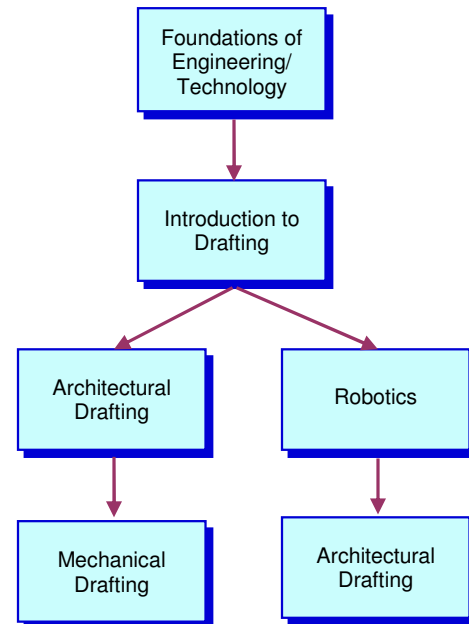 Foundations of
Engineering/
Technology
Introduction to
Drafting
Architectural
Drafting
Robotics
Mechanical
Drafting
Architectural
Drafting